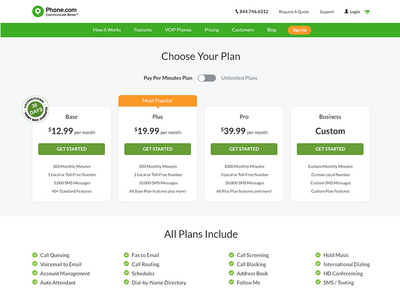 Phone.com
Communicate Better™
844.746.6312
Request A Quote
Support
Login
How It Works
Features
VOIP Phones
Pricing
Customers
Blog
Sign Up
Choose Your Plan
Pay Per Minutes Plan
Unlimited Plans
30
DAYS
Most Popular
Base
$12.99 per month
GET STARTED
300 Monthly Minutes
1 Local or Toll-Free Number
3,000 SMS Messages
40+ Standard Features
Plus
$19.99 per month
GET STARTED
500 Monthly Minutes
2 Local or Toll-Free Number
10,000 SMS Messages
All Base Plan Features plus more!
Pro
$39.99 per month
GET STARTED
1000 Monthly Minutes
3 Local or Toll-Free Number
20,000 SMS Messages
All Plus Plan Features and more!
Business
Custom
GET STARTED
Custom Monthly Minutes
Custom Local Number
Custom SMS Messages
Custom Plan Features
All Plans Include
Call Queuing
Voicemail to Email
Account Management
Auto Attendant
Fax to Email
Call Routing
Schedules
Dial-by-Name Directory
Call Screening
Call Blocking
Address Book
Follow Me
Hold Music
International Dialing
HD Conferencing
SMS / Texting